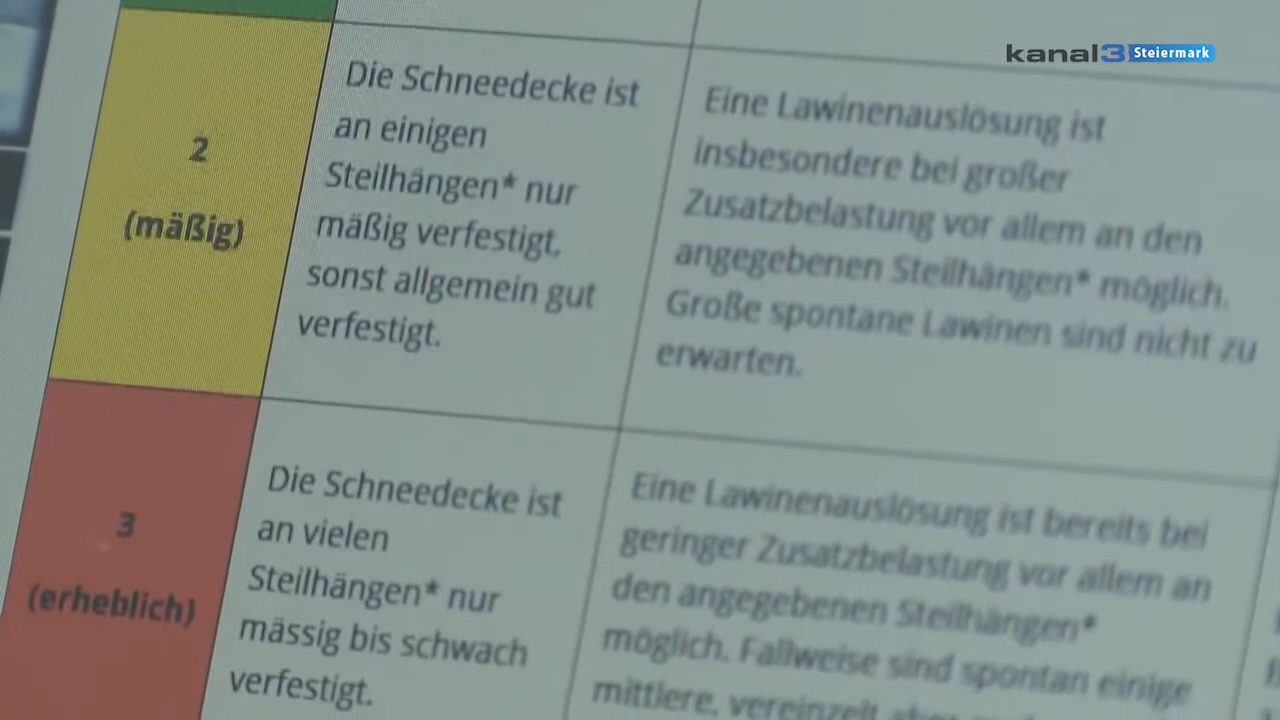 kanal3 Steiermark
2
(mäßig)
Die Schneedecke ist
an einigen
Steilhängen* nur
mäßig verfestigt,
sonst allgemein gut
verfestigt.
Eine Lawinenauslösung ist
insbesondere bei großer
Zusatzbelastung vor allem an den
angegebenen Steilhängen* möglich.
Große spontane Lawinen sind nicht zu
erwarten.
3
(erheblich)
Die Schneedecke ist
an vielen
Steilhängen* nur
mässig bis schwach
verfestigt.
Eine Lawinenauslösung ist bereits bei
geringer Zusatzbelastung vor allem an
den angegebenen Steilhängen*
möglich. Fallweise sind spontan einige
mittlere, vereinzelt aber